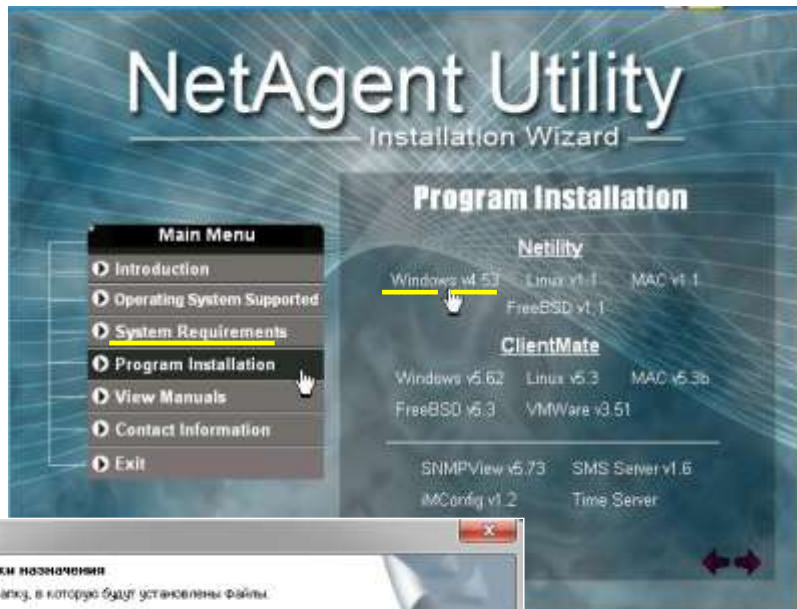 NetAgent Utility
Installation Wizard
Main Menu
Introduction
Operating System Supported
System Requirements
Program Installation
View Manuals
Contact Information
Exit
Program Installation
Netility
Windows v4.53 Linux v1.1 MAC v1.1
FreeBSD v1.1
ClientMate
Windows v5.62 Linux v5.3 MAC v5.3b
FreeBSD v5.3 VMWare v3.51
SNMPView v5.73 SMS Server v1.6
iMConfig v1.2 Time Server
назначения
в которую будут установлены файлы.